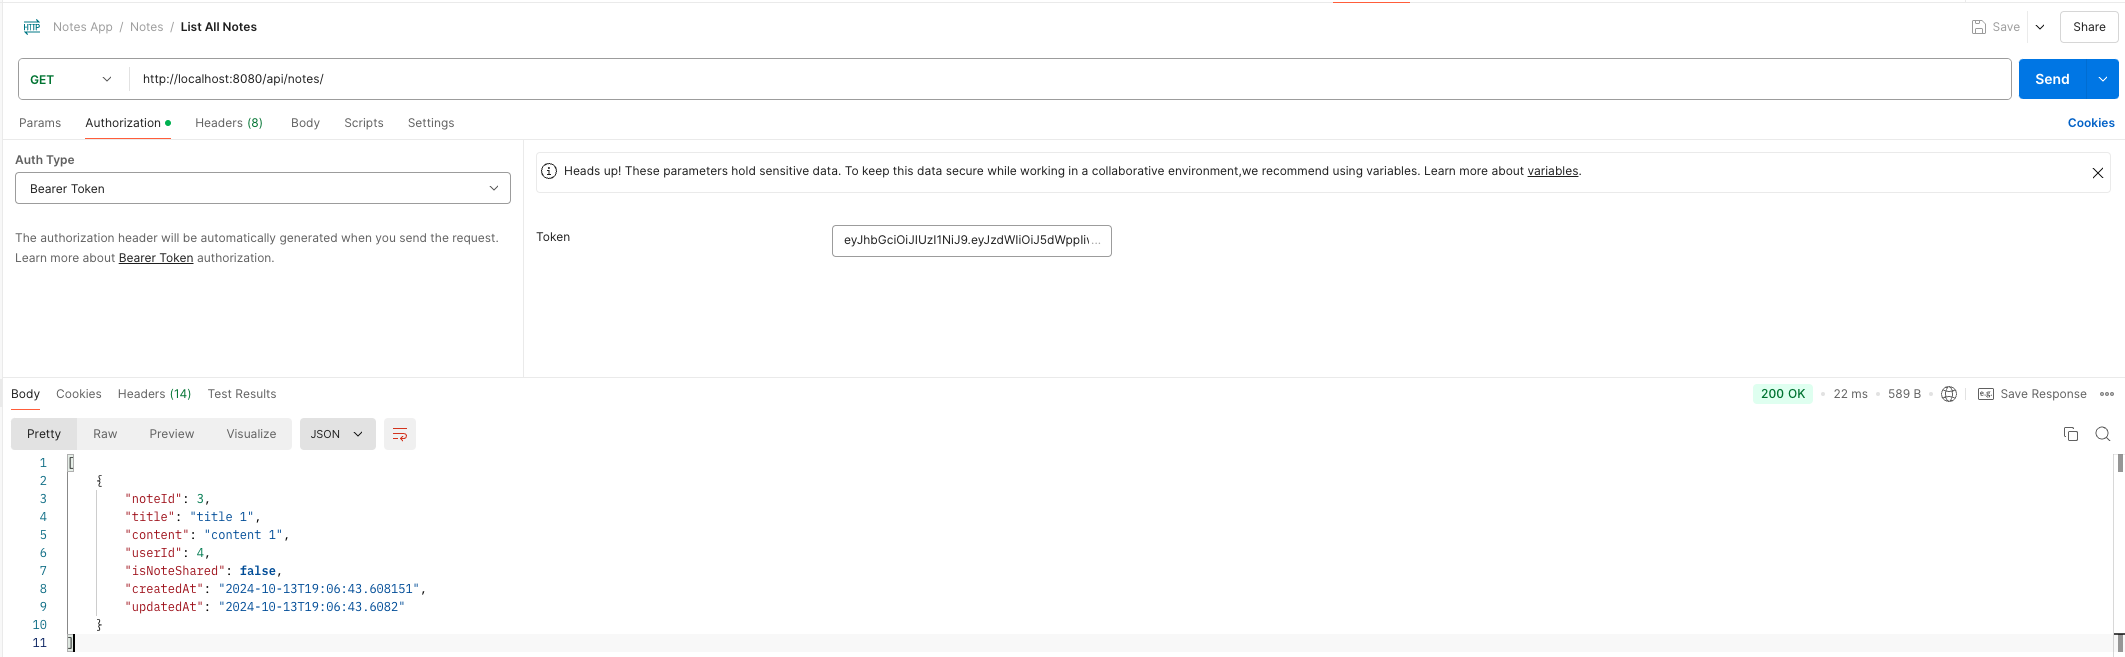 HTTP Notes App / Notes / List All Notes Save Share
GET http://localhost:8080/api/notes/ Send
Params Authorization Headers (8) Body Scripts Settings Cookies
Auth Type
Bearer Token
The authorization header will be automatically generated when you send the request.
Learn more about Bearer Token authorization.
Heads up! These parameters hold sensitive data. To keep this data secure while working in a collaborative environment,we recommend using variables. Learn more about variables.
Token
Body Cookies Headers (14) Test Results 200 OK • 22 ms • 589 B • e.g. Save Response
Pretty Raw Preview Visualize JSON
1 [
2 {
3 "noteId": 3,
4 "title": "title 1",
5 "content": "content 1",
6 "userId": 4,
7 "isNoteShared": false,
8 "createdAt": "2024-10-13T19:06:43.608151",
9 "updatedAt": "2024-10-13T19:06:43.6082"
10 }
11 ]